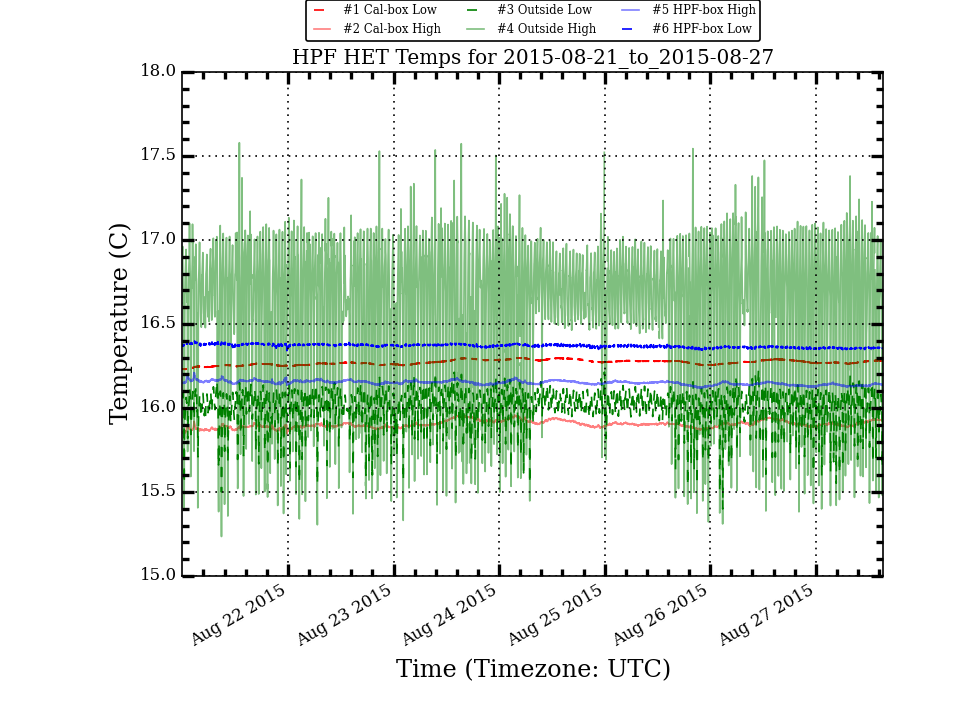 #1 Cal-box Low #3 Outside Low #5 HPF-box High
#2 Cal-box High #4 Outside High #6 HPF-box Low
HPF HET Temps for 2015-08-21_to_2015-08-27
18.0
17.5
17.0
16.5
16.0
15.5
15.0
Temperature (C)
Aug 22 2015 Aug 23 2015 Aug 24 2015 Aug 25 2015 Aug 26 2015 Aug 27 2015
Time (Timezone: UTC)